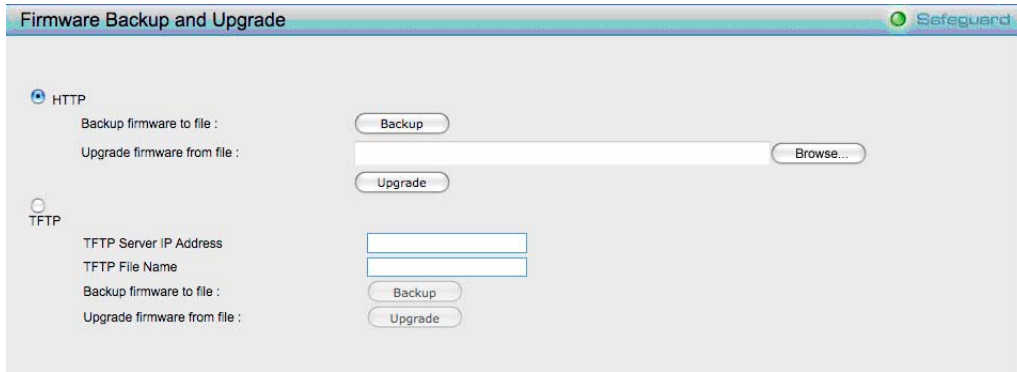 Firmware Backup and Upgrade
Safeguard
HTTP
Backup firmware to file : Backup
Upgrade firmware from file : Browse...
Upgrade
TFTP
TFTP Server IP Address
TFTP File Name
Backup firmware to file : Backup
Upgrade firmware from file : Upgrade